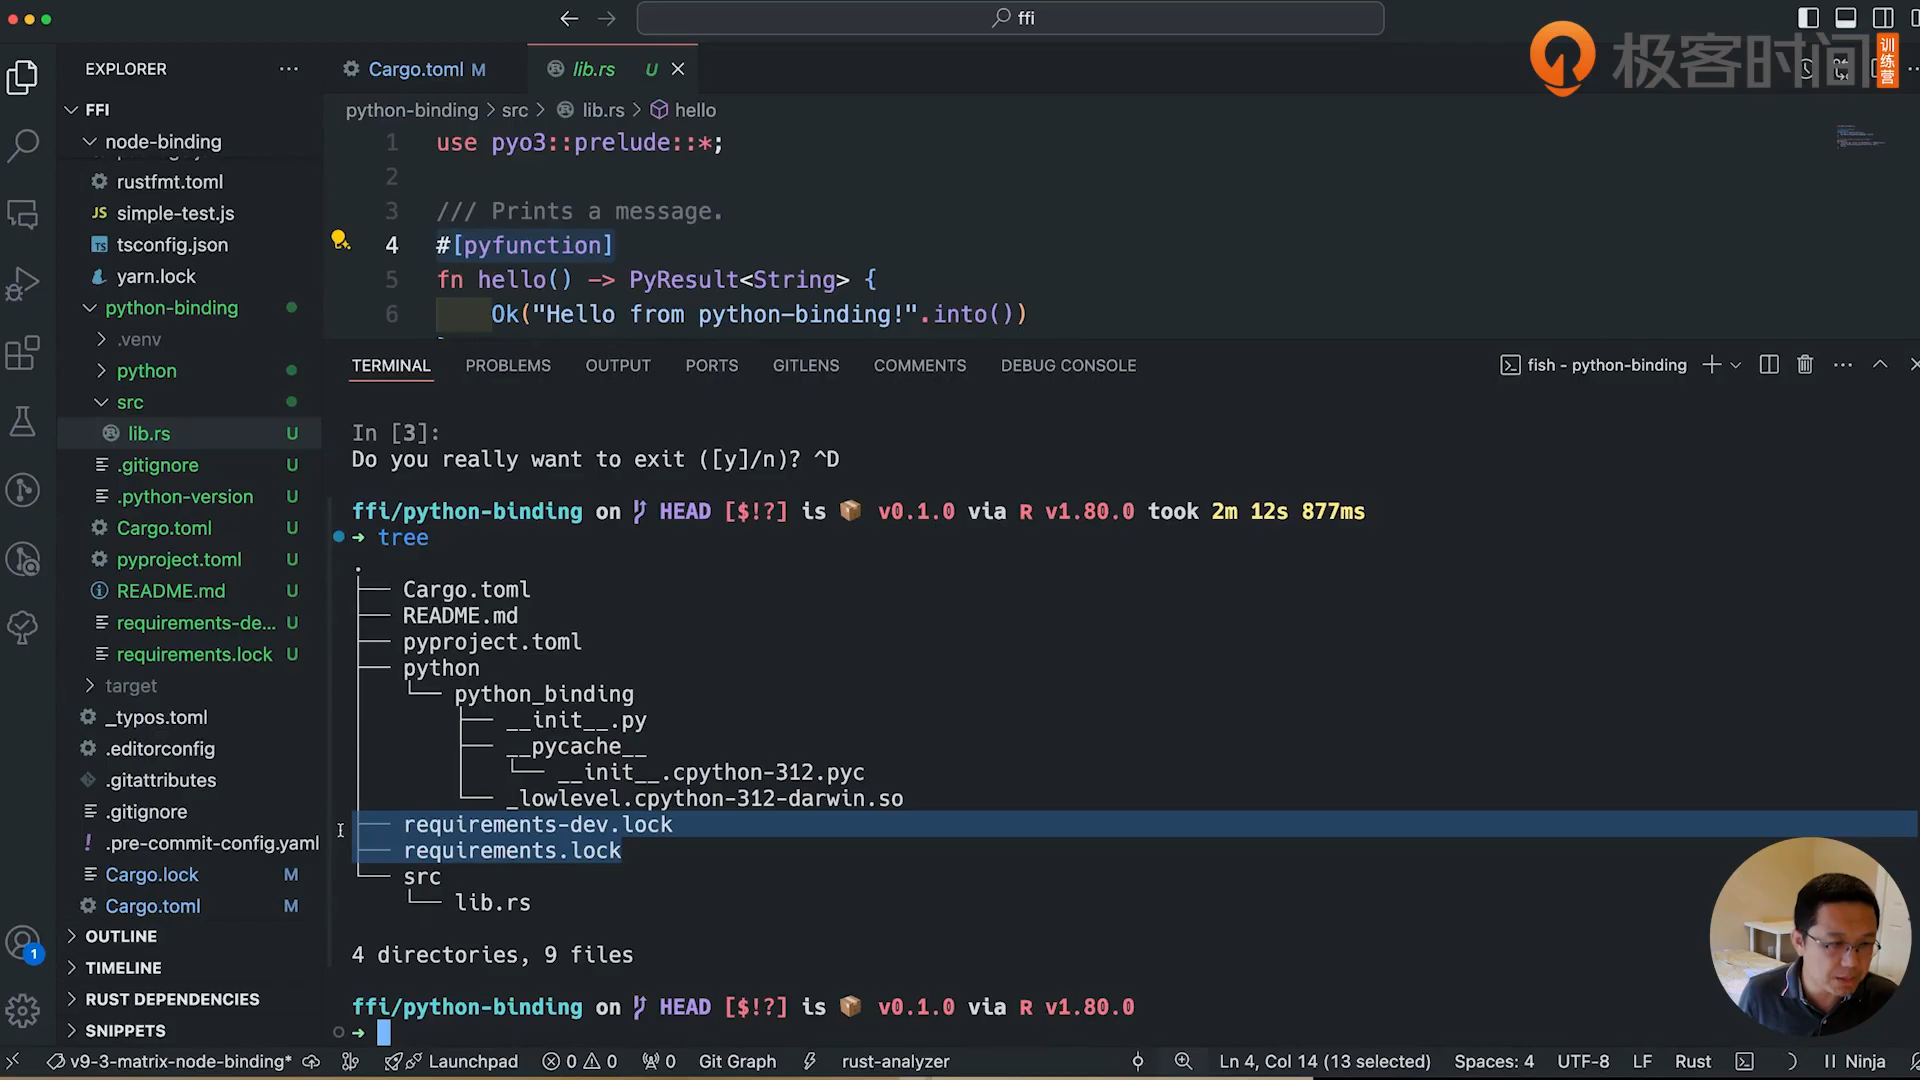 ffi
极客时间
训练营
EXPLORER
FFI
node-binding
rustfmt.toml
JS simple-test.js
TS tsconfig.json
yarn.lock
python-binding
.venv
python
src
lib.rs U
.gitignore U
.python-version U
Cargo.toml U
pyproject.toml U
README.md U
requirements-de... U
requirements.lock U
target
_typos.toml
.editorconfig
.gitattributes
.gitignore
! .pre-commit-config.yaml
Cargo.lock M
Cargo.toml M
OUTLINE
TIMELINE
RUST DEPENDENCIES
SNIPPETS
1
Cargo.toml M
lib.rs U
python-binding > src > lib.rs > hello
1 use pyo3::prelude::*;
2
3 /// Prints a message.
4 #[pyfunction]
5 fn hello() -> PyResult<String> {
6 Ok("Hello from python-binding!".into())
TERMINAL PROBLEMS OUTPUT PORTS GITLENS COMMENTS DEBUG CONSOLE
fish - python-binding
In [3]:
Do you really want to exit ([y]/n)? ^D
ffi/python-binding on HEAD [$!?] is 📦 v0.1.0 via R v1.80.0 took 2m 12s 877ms
➜ tree
.
├── Cargo.toml
├── README.md
├── pyproject.toml
├── python
│   └── python_binding
│       ├── __init__.py
│       ├── __pycache__
│       │   └── __init__.cpython-312.pyc
│       └── _lowlevel.cpython-312-darwin.so
├── requirements-dev.lock
├── requirements.lock
└── src
    └── lib.rs
4 directories, 9 files
ffi/python-binding on HEAD [$!?] is 📦 v0.1.0 via R v1.80.0
➜
v9-3-matrix-node-binding* Launchpad 0 0 0 Git Graph rust-analyzer Ln 4, Col 14 (13 selected) Spaces: 4 UTF-8 LF Rust Ninja